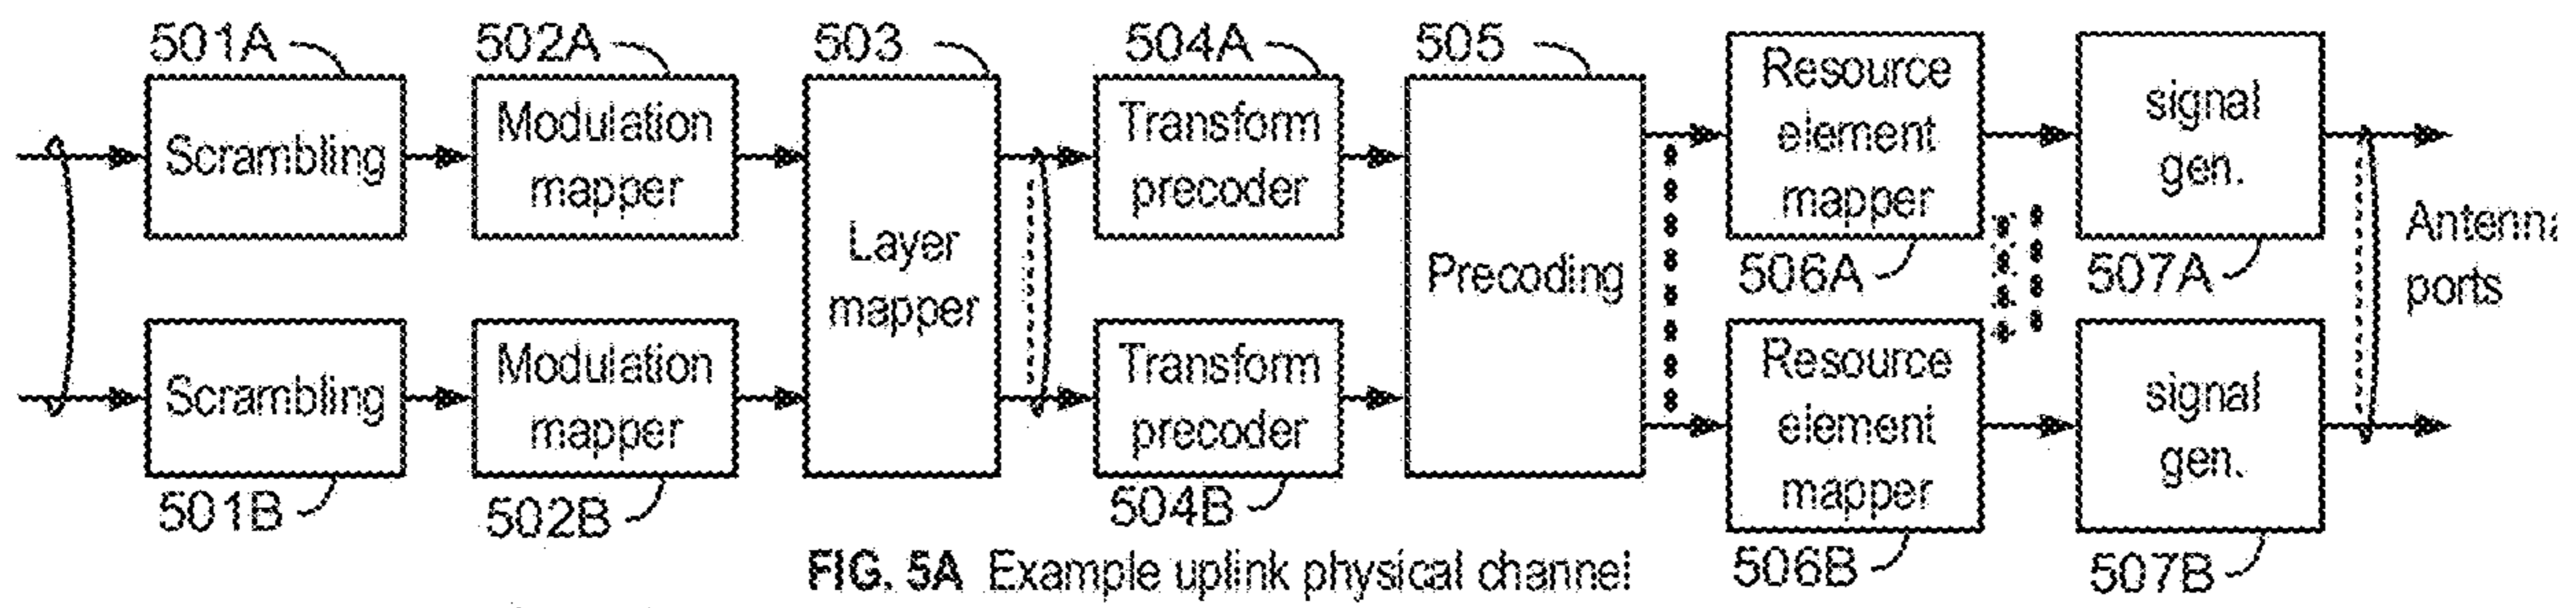 501A
502A
503
504A
505
Scrambling
Modulation
mapper
Layer
mapper
Transform
precoder
Precoding
Resource
element
mapper
506A
signal
gen.
507A
Antenna
ports
Scrambling
501B
Modulation
mapper
502B
Transform
precoder
504B
Resource
element
mapper
506B
signal
gen.
507B
FIG. 5A Example uplink physical channel